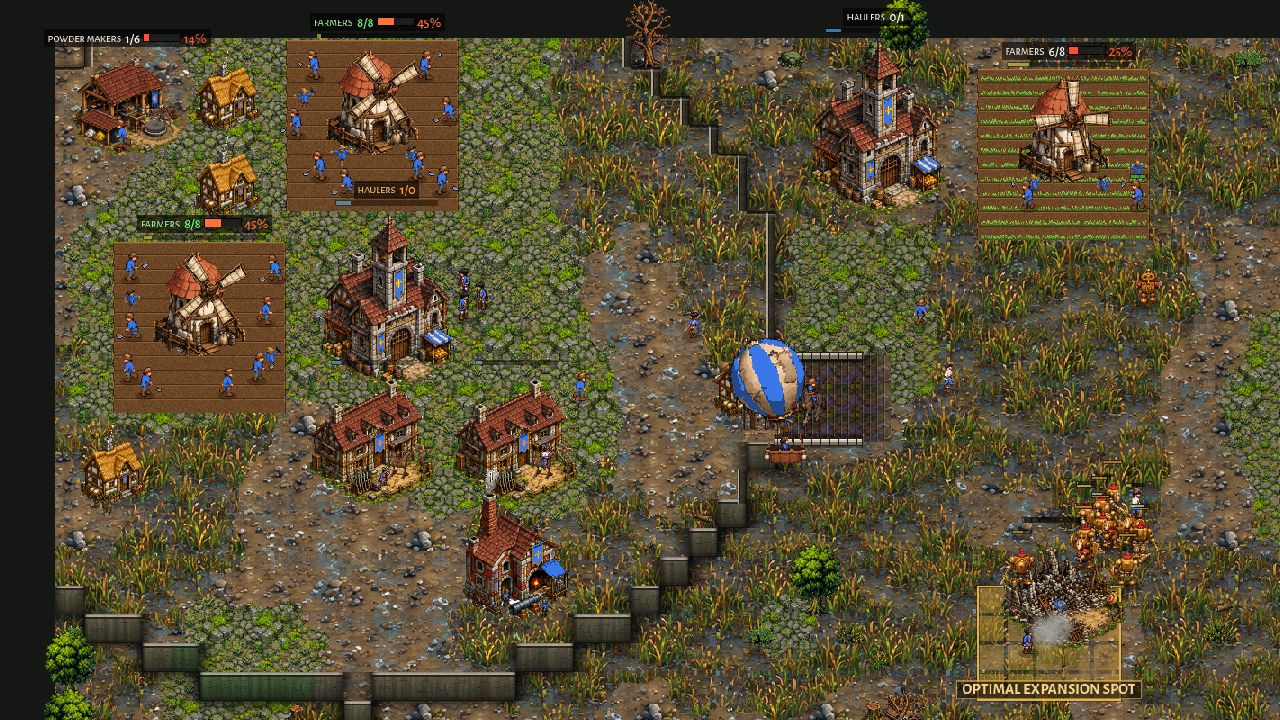 FARMERS 8/8 45%
HAULERS 0/1
POWDER MAKERS 1/6 14%
FARMERS 6/8 25%
HAULERS 1/0
FARMERS 8/8 45%
OPTIMAL EXPANSION SPOT